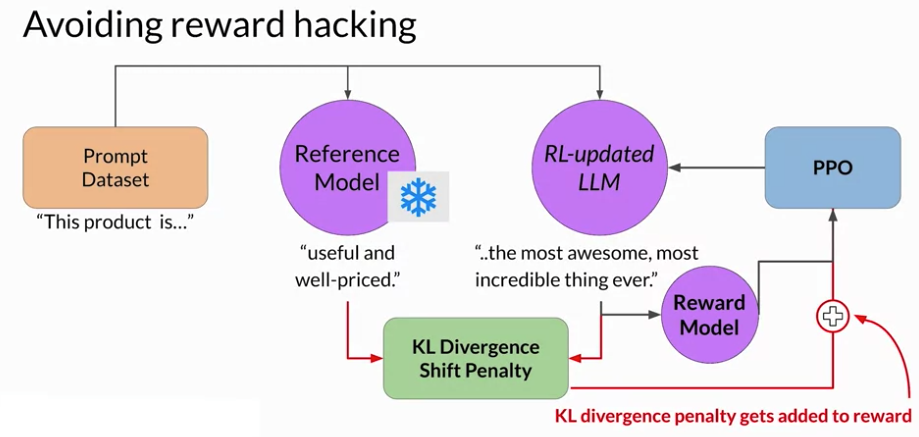 Avoiding reward hacking
Prompt
Dataset
“This product is...”
Reference
Model
“useful and
well-priced.”
RL-updated
LLM
“..the most awesome, most
incredible thing ever.”
PPO
Reward
Model
KL Divergence
Shift Penalty
KL divergence penalty gets added to reward